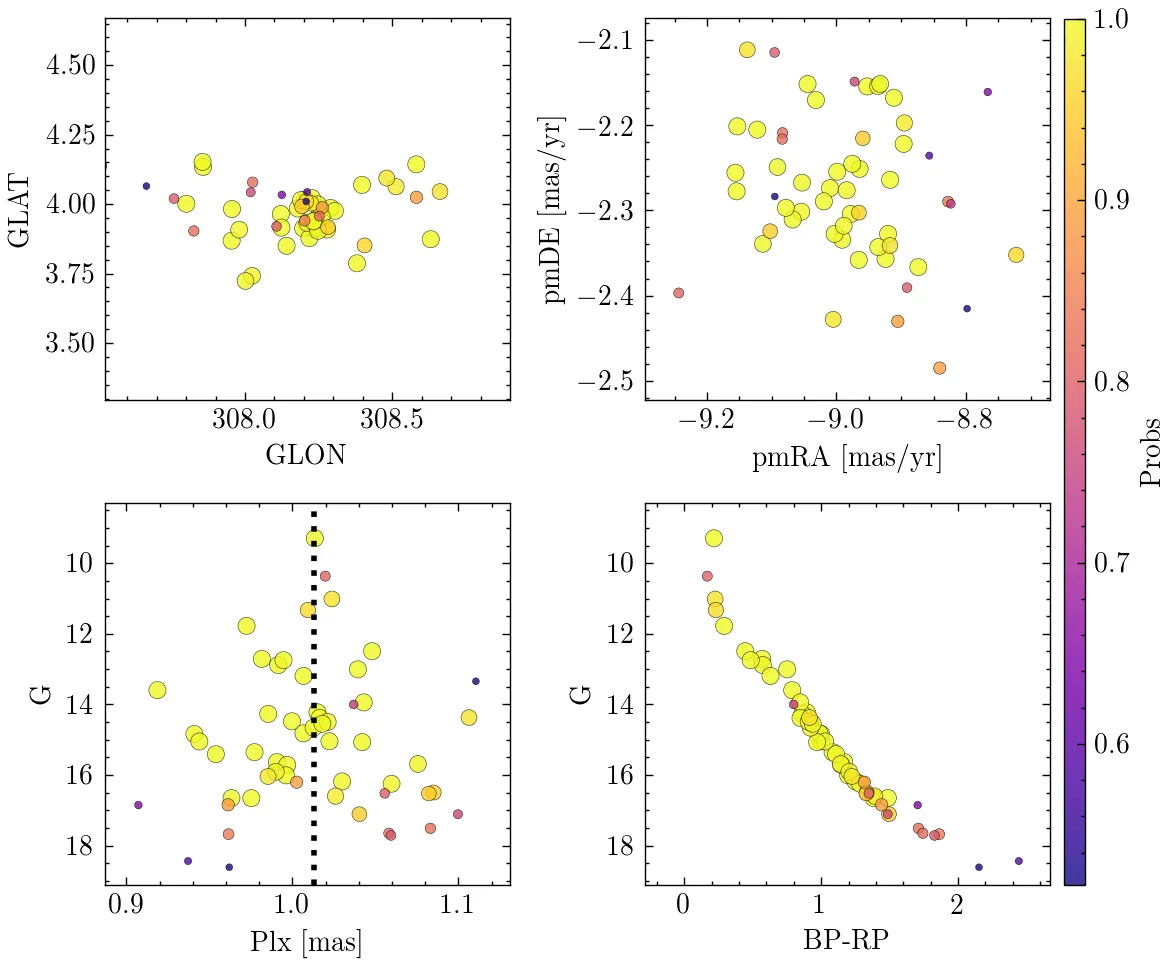 4.50
4.25
4.00
3.75
3.50
GLAT
308.0 308.5
GLON
−2.1
−2.2
−2.3
−2.4
−2.5
pmDE [mas/yr]
−9.2 −9.0 −8.8
pmRA [mas/yr]
1.0
0.9
0.8
0.7
0.6
Probs
10
12
14
16
18
G
0.9 1.0 1.1
Plx [mas]
10
12
14
16
18
G
0 1 2
BP-RP